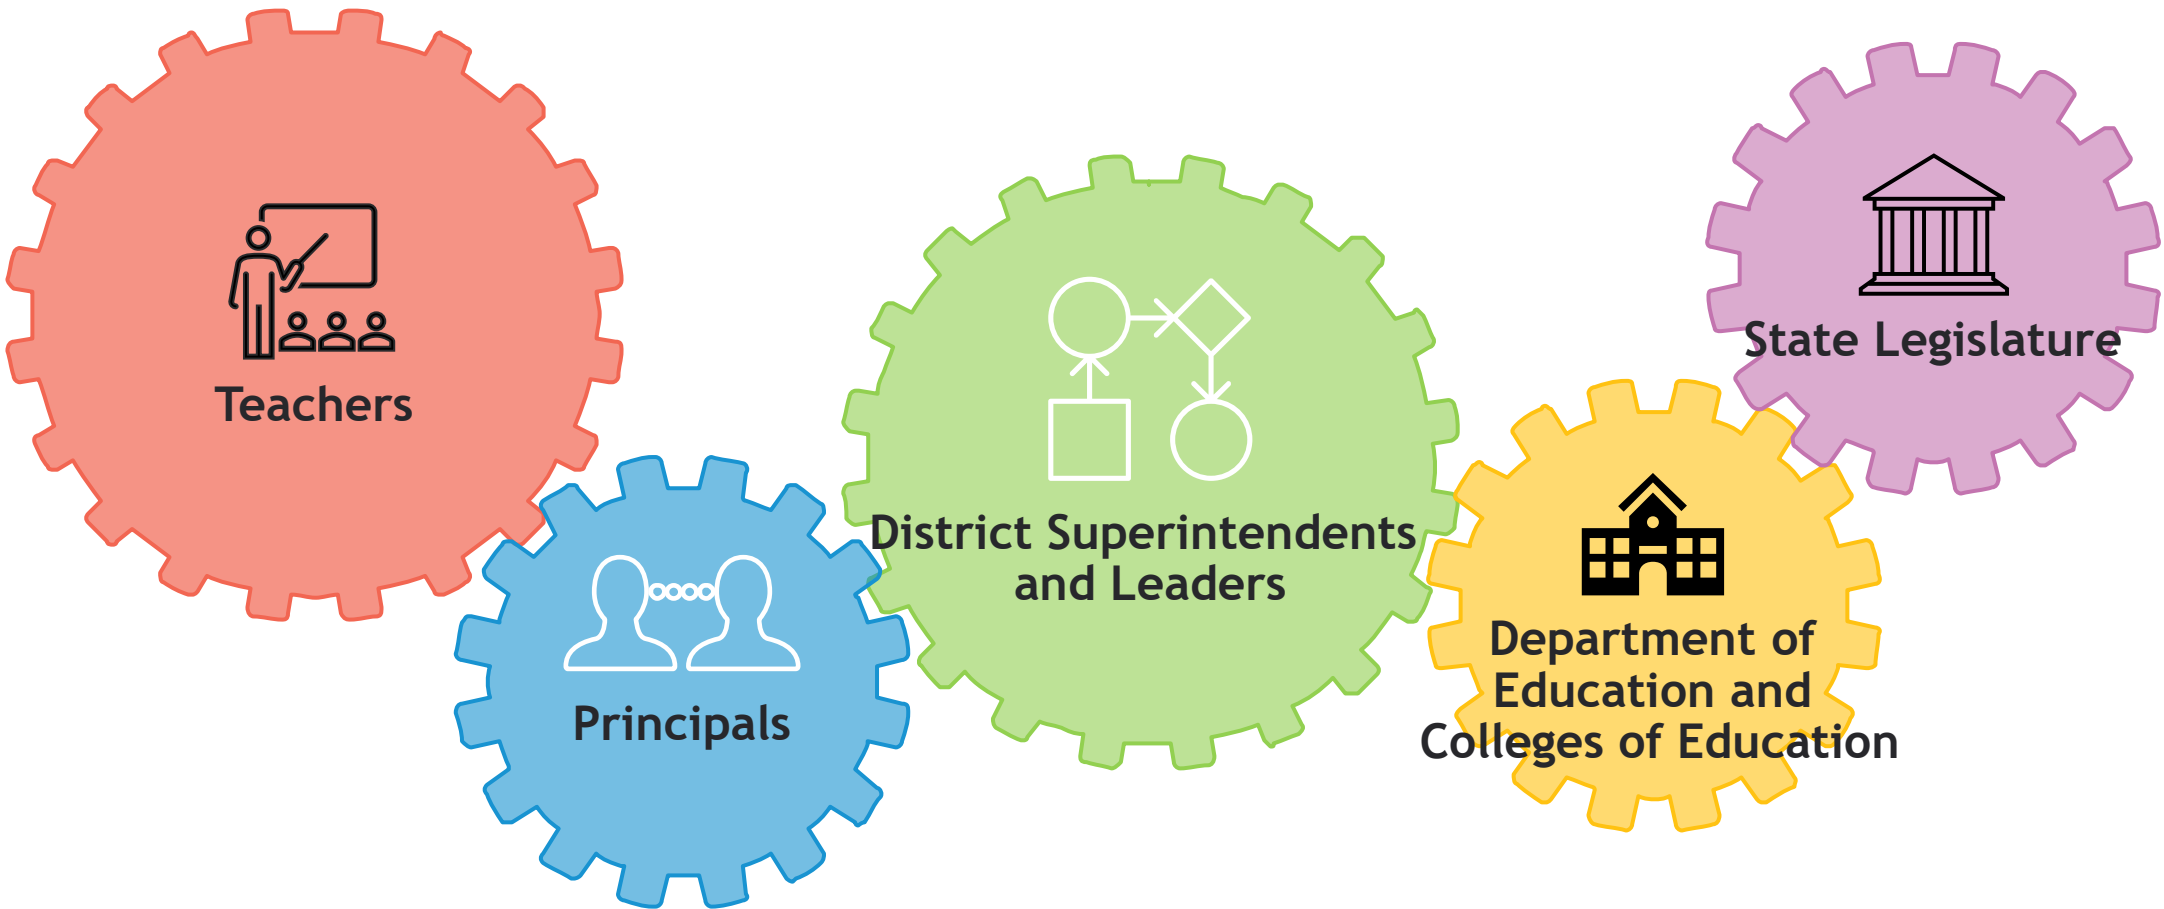 Teachers
Principals
District Superintendents
and Leaders
Department of
Education and
Colleges of Education
State Legislature